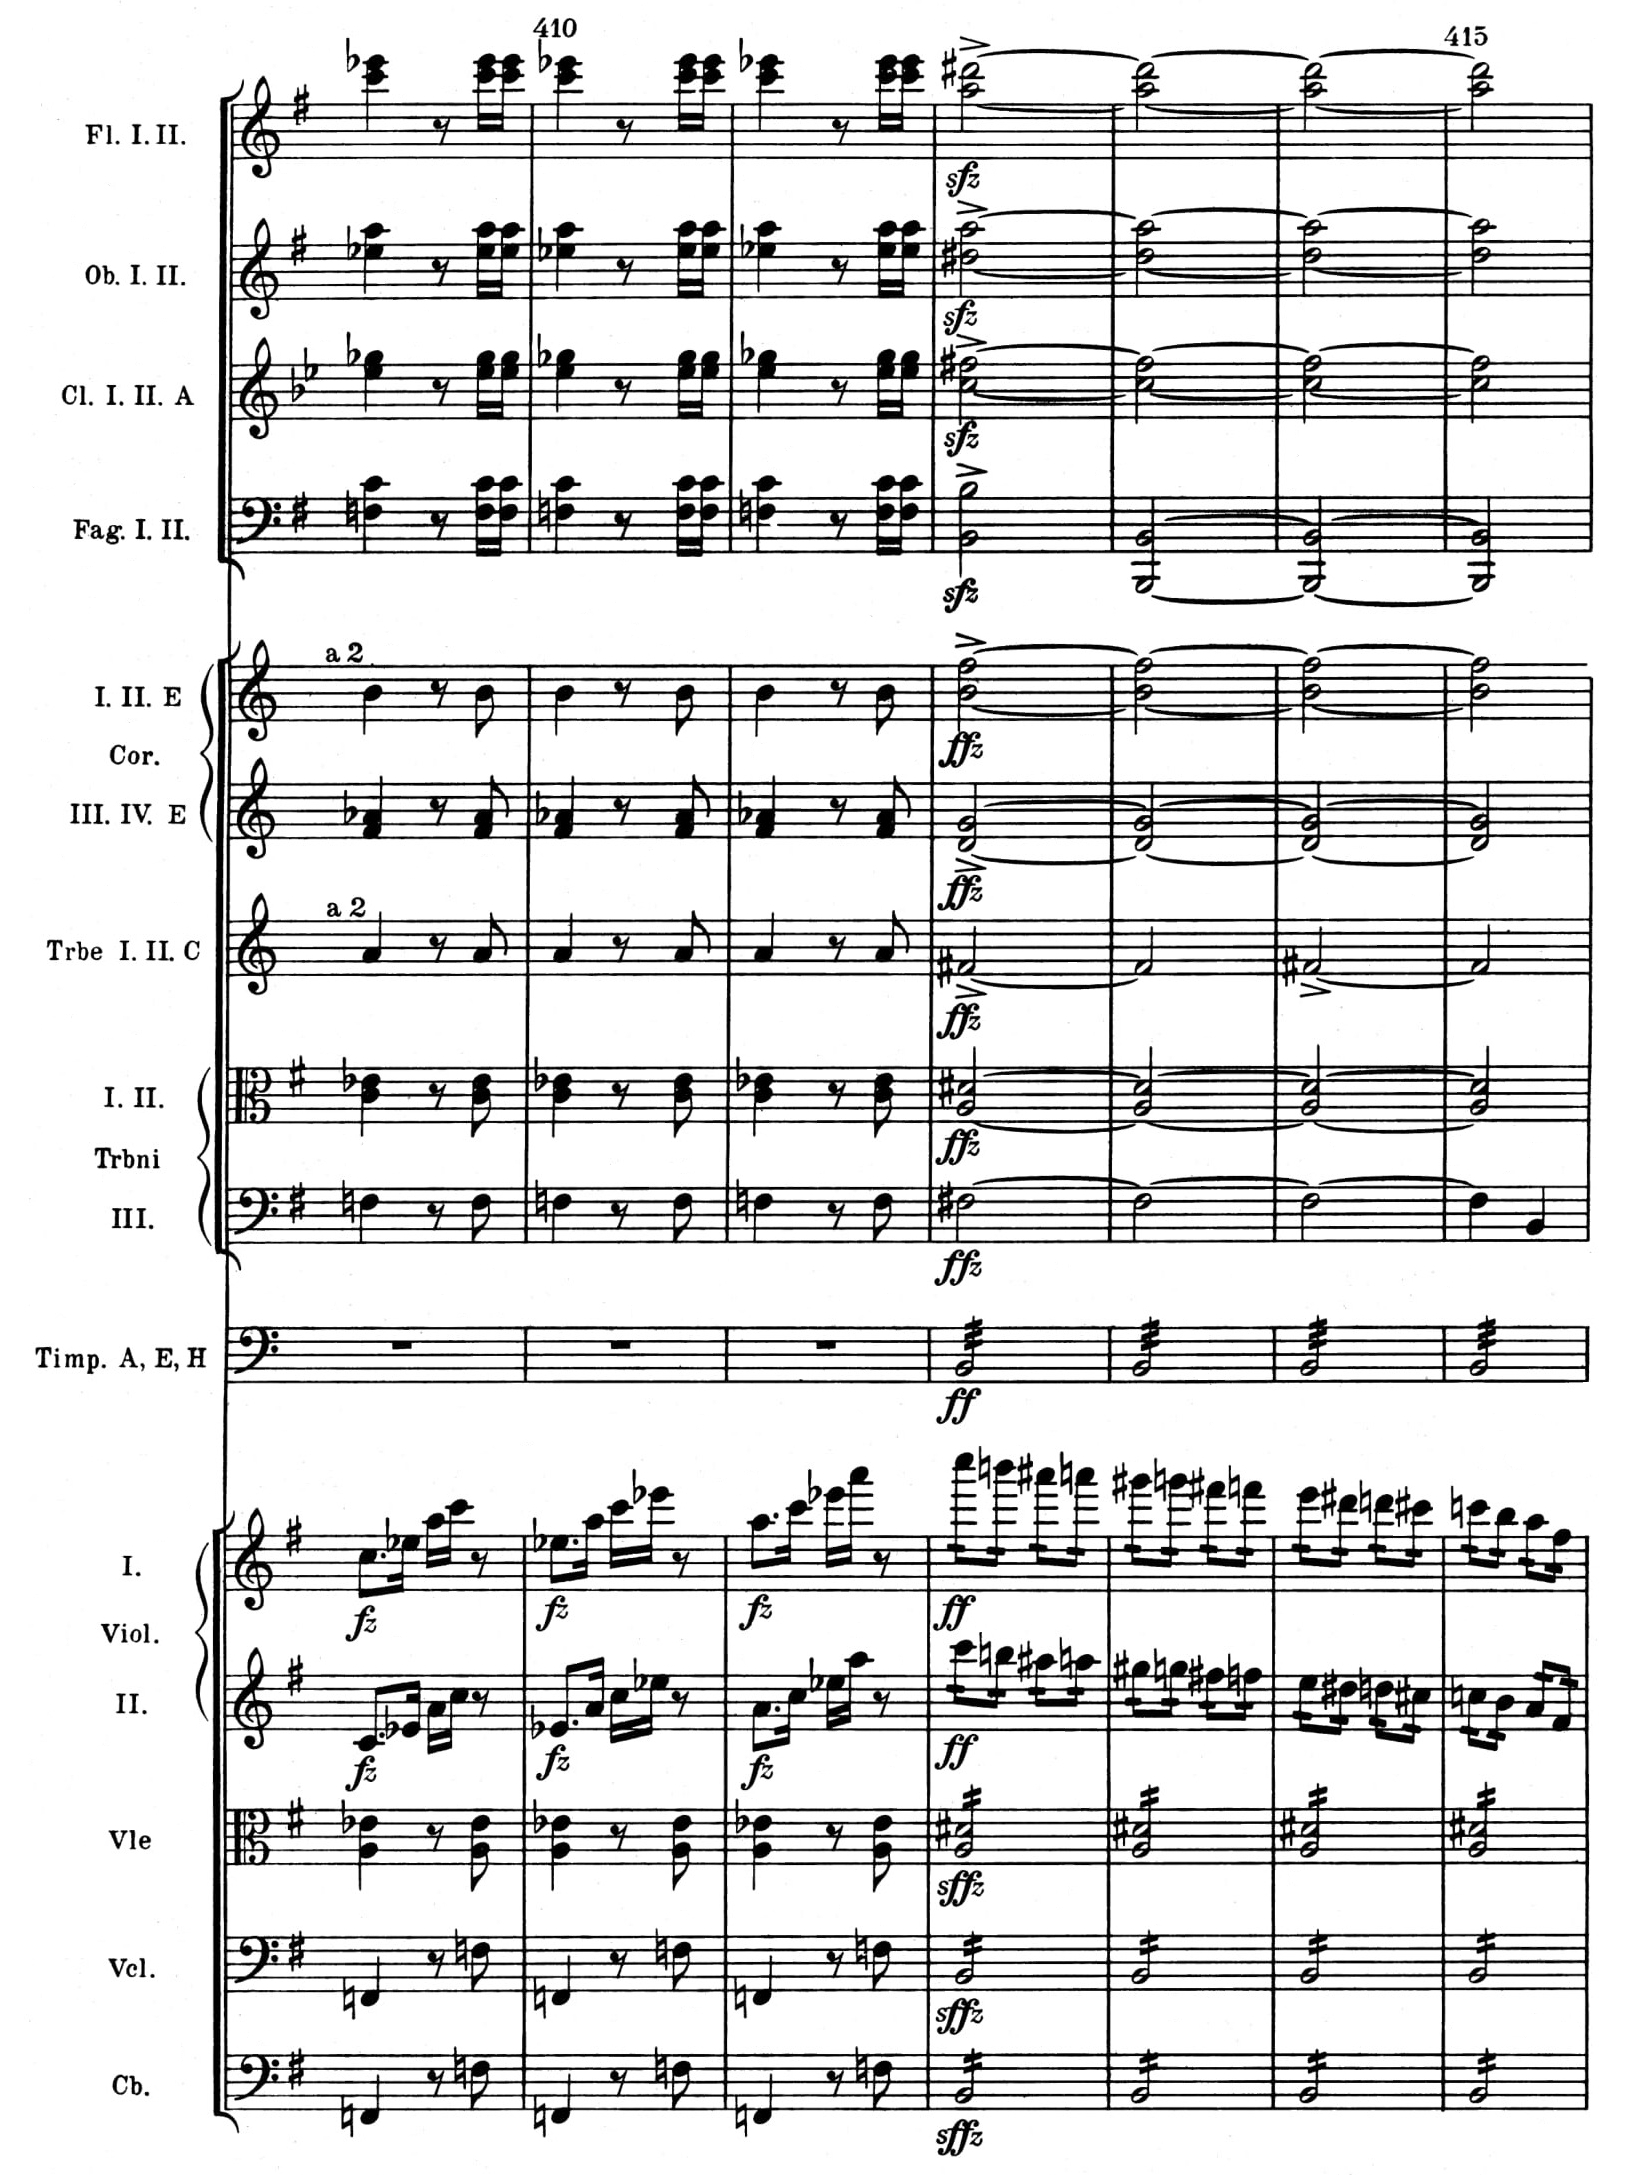 410 415
Fl. I. II.
sfz
Ob. I. II.
sfz
Cl. I. II. A
sfz
Fag. I. II.
sfz
a 2
I. II. E
ffz
Cor.
III. IV. E
ffz
a 2
Trbe I. II. C
ffz
I. II.
ffz
Trbni
III.
ffz
Timp. A, E, H
ff
I.
fz fz fz ff
Viol.
II.
fz fz fz ff
Vle
sffz
Vcl.
sffz
Cb.
sffz